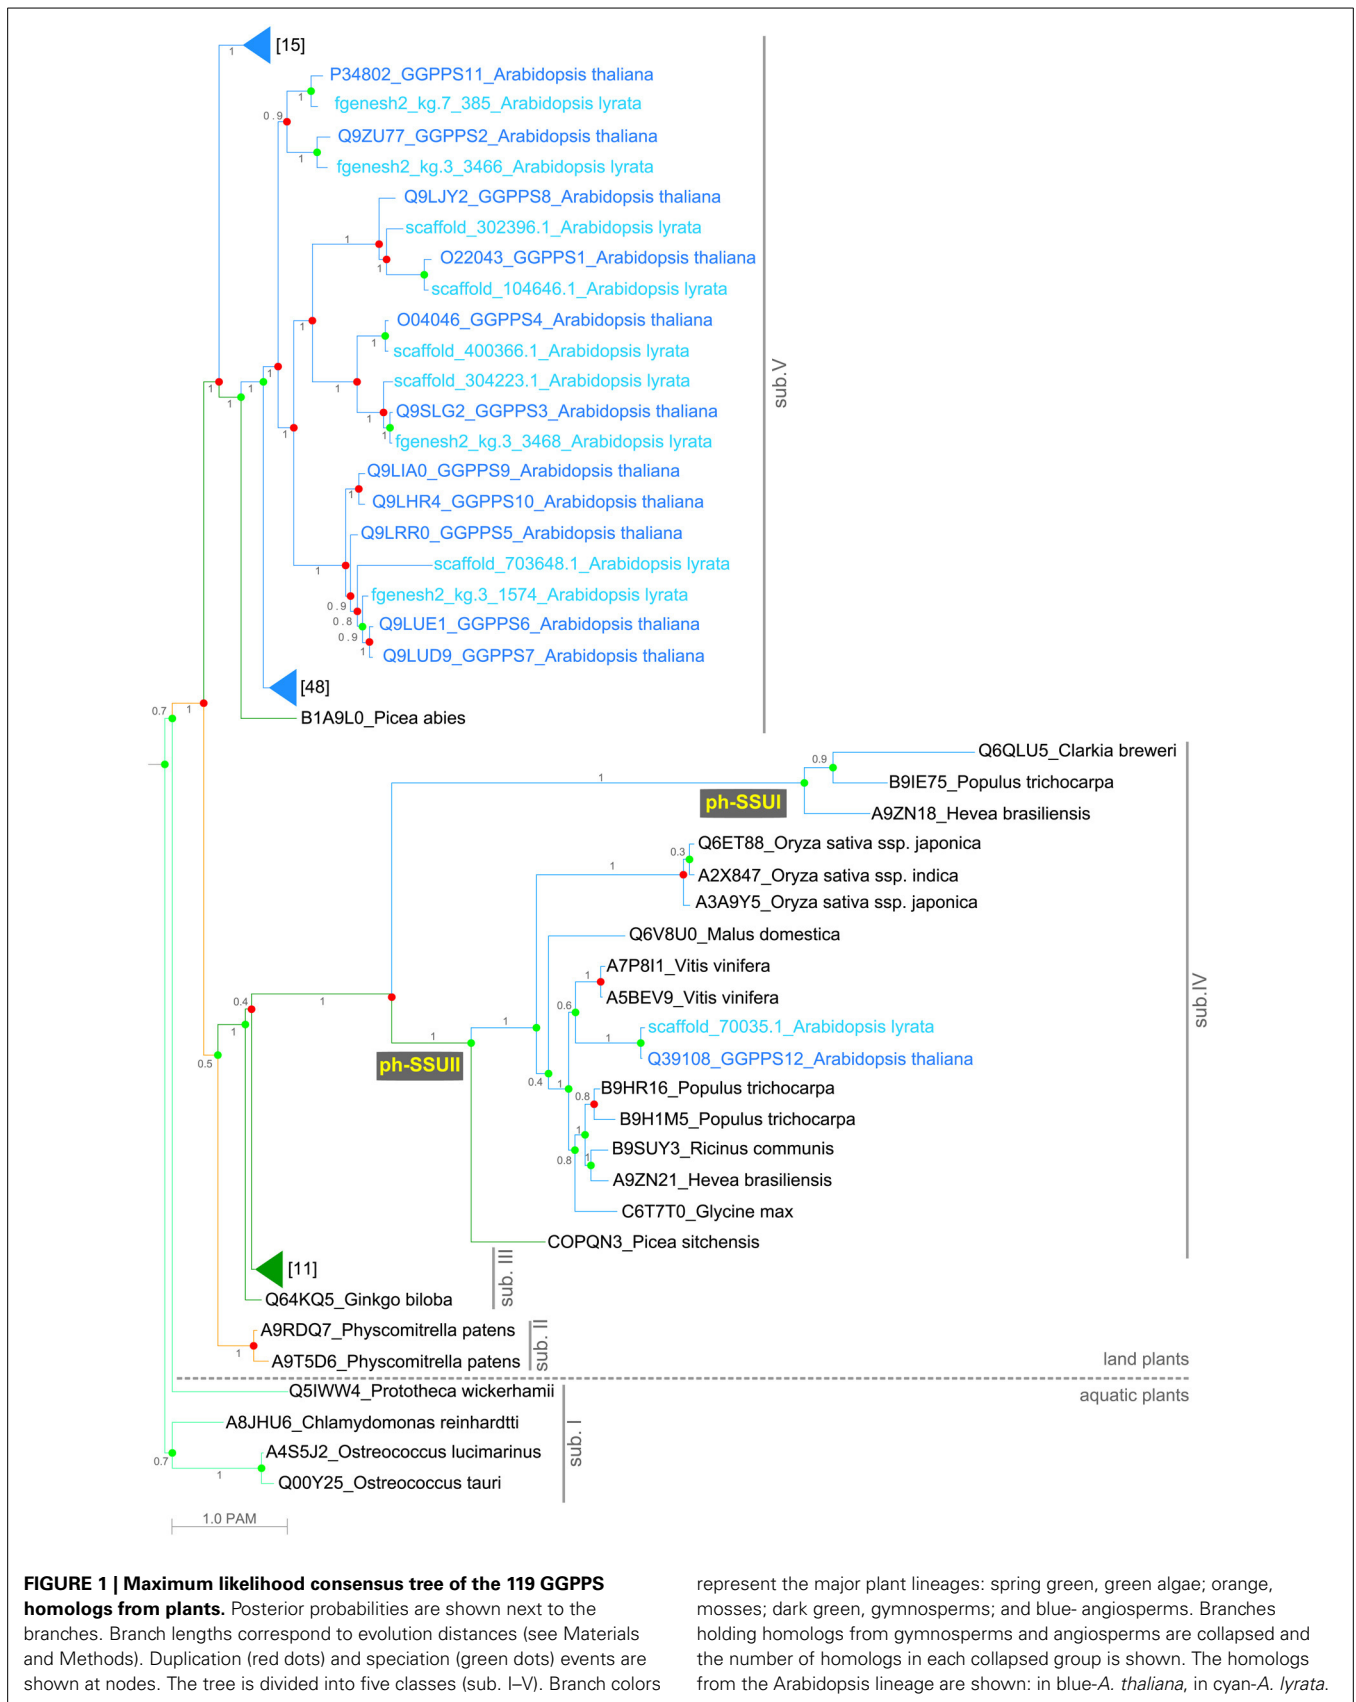 [15]
1
P34802_GGPPS11_Arabidopsis thaliana
1
fgenesh2_kg.7_385_Arabidopsis lyrata
0.9
Q9ZU77_GGPPS2_Arabidopsis thaliana
1
fgenesh2_kg.3_3466_Arabidopsis lyrata
Q9LJY2_GGPPS8_Arabidopsis thaliana
scaffold_302396.1_Arabidopsis lyrata
1
O22043_GGPPS1_Arabidopsis thaliana
1
scaffold_104646.1_Arabidopsis lyrata
O04046_GGPPS4_Arabidopsis thaliana
1
1
scaffold_400366.1_Arabidopsis lyrata
sub.V
1
1
1
1
scaffold_304223.1_Arabidopsis lyrata
1
Q9SLG2_GGPPS3_Arabidopsis thaliana
1
1
1
fgenesh2_kg.3_3468_Arabidopsis lyrata
Q9LIA0_GGPPS9_Arabidopsis thaliana
1
Q9LHR4_GGPPS10_Arabidopsis thaliana
Q9LRR0_GGPPS5_Arabidopsis thaliana
1
scaffold_703648.1_Arabidopsis lyrata
fgenesh2_kg.3_1574_Arabidopsis lyrata
0.9
0.8
Q9LUE1_GGPPS6_Arabidopsis thaliana
0.9
1
Q9LUD9_GGPPS7_Arabidopsis thaliana
[48]
0.7
1
B1A9L0_Picea abies
Q6QLU5_Clarkia breweri
0.9
1
B9IE75_Populus trichocarpa
ph-SSUI
A9ZN18_Hevea brasiliensis
Q6ET88_Oryza sativa ssp. japonica
0.3
1
A2X847_Oryza sativa ssp. indica
A3A9Y5_Oryza sativa ssp. japonica
Q6V8U0_Malus domestica
A7P8I1_Vitis vinifera
1
A5BEV9_Vitis vinifera
sub.IV
0.4
1
0.6
1
scaffold_70035.1_Arabidopsis lyrata
1
1
1
Q39108_GGPPS12_Arabidopsis thaliana
0.5
ph-SSUII
0.4
1
B9HR16_Populus trichocarpa
0.8
B9H1M5_Populus trichocarpa
1
B9SUY3_Ricinus communis
0.8
1
A9ZN21_Hevea brasiliensis
C6T7T0_Glycine max
COPQN3_Picea sitchensis
[11]
sub. III
Q64KQ5_Ginkgo biloba
A9RDQ7_Physcomitrella patens
1
A9T5D6_Physcomitrella patens
sub. II
land plants
Q5IWW4_Prototheca wickerhamii
aquatic plants
A8JHU6_Chlamydomonas reinhardtti
sub. I
A4S5J2_Ostreococcus lucimarinus
0.7
1
Q00Y25_Ostreococcus tauri
1.0 PAM
FIGURE 1 | Maximum likelihood consensus tree of the 119 GGPPS
homologs from plants. Posterior probabilities are shown next to the
branches. Branch lengths correspond to evolution distances (see Materials
and Methods). Duplication (red dots) and speciation (green dots) events are
shown at nodes. The tree is divided into five classes (sub. I–V). Branch colors
represent the major plant lineages: spring green, green algae; orange,
mosses; dark green, gymnosperms; and blue- angiosperms. Branches
holding homologs from gymnosperms and angiosperms are collapsed and
the number of homologs in each collapsed group is shown. The homologs
from the Arabidopsis lineage are shown: in blue-A. thaliana, in cyan-A. lyrata.